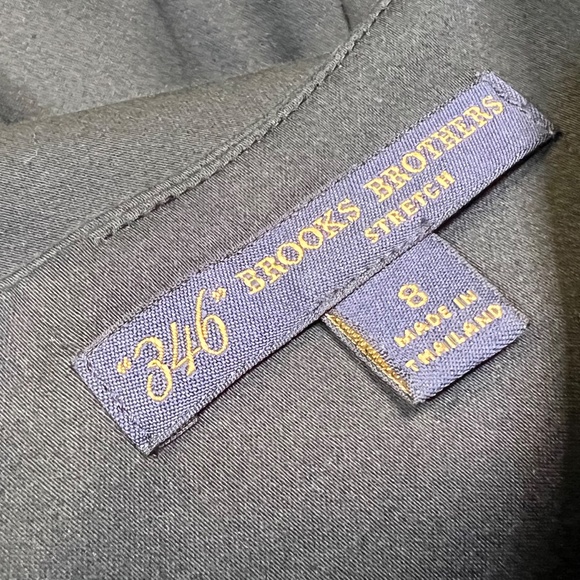 "346" BROOKS BROTHERS
STRETCH
8
MADE IN
THAILAND